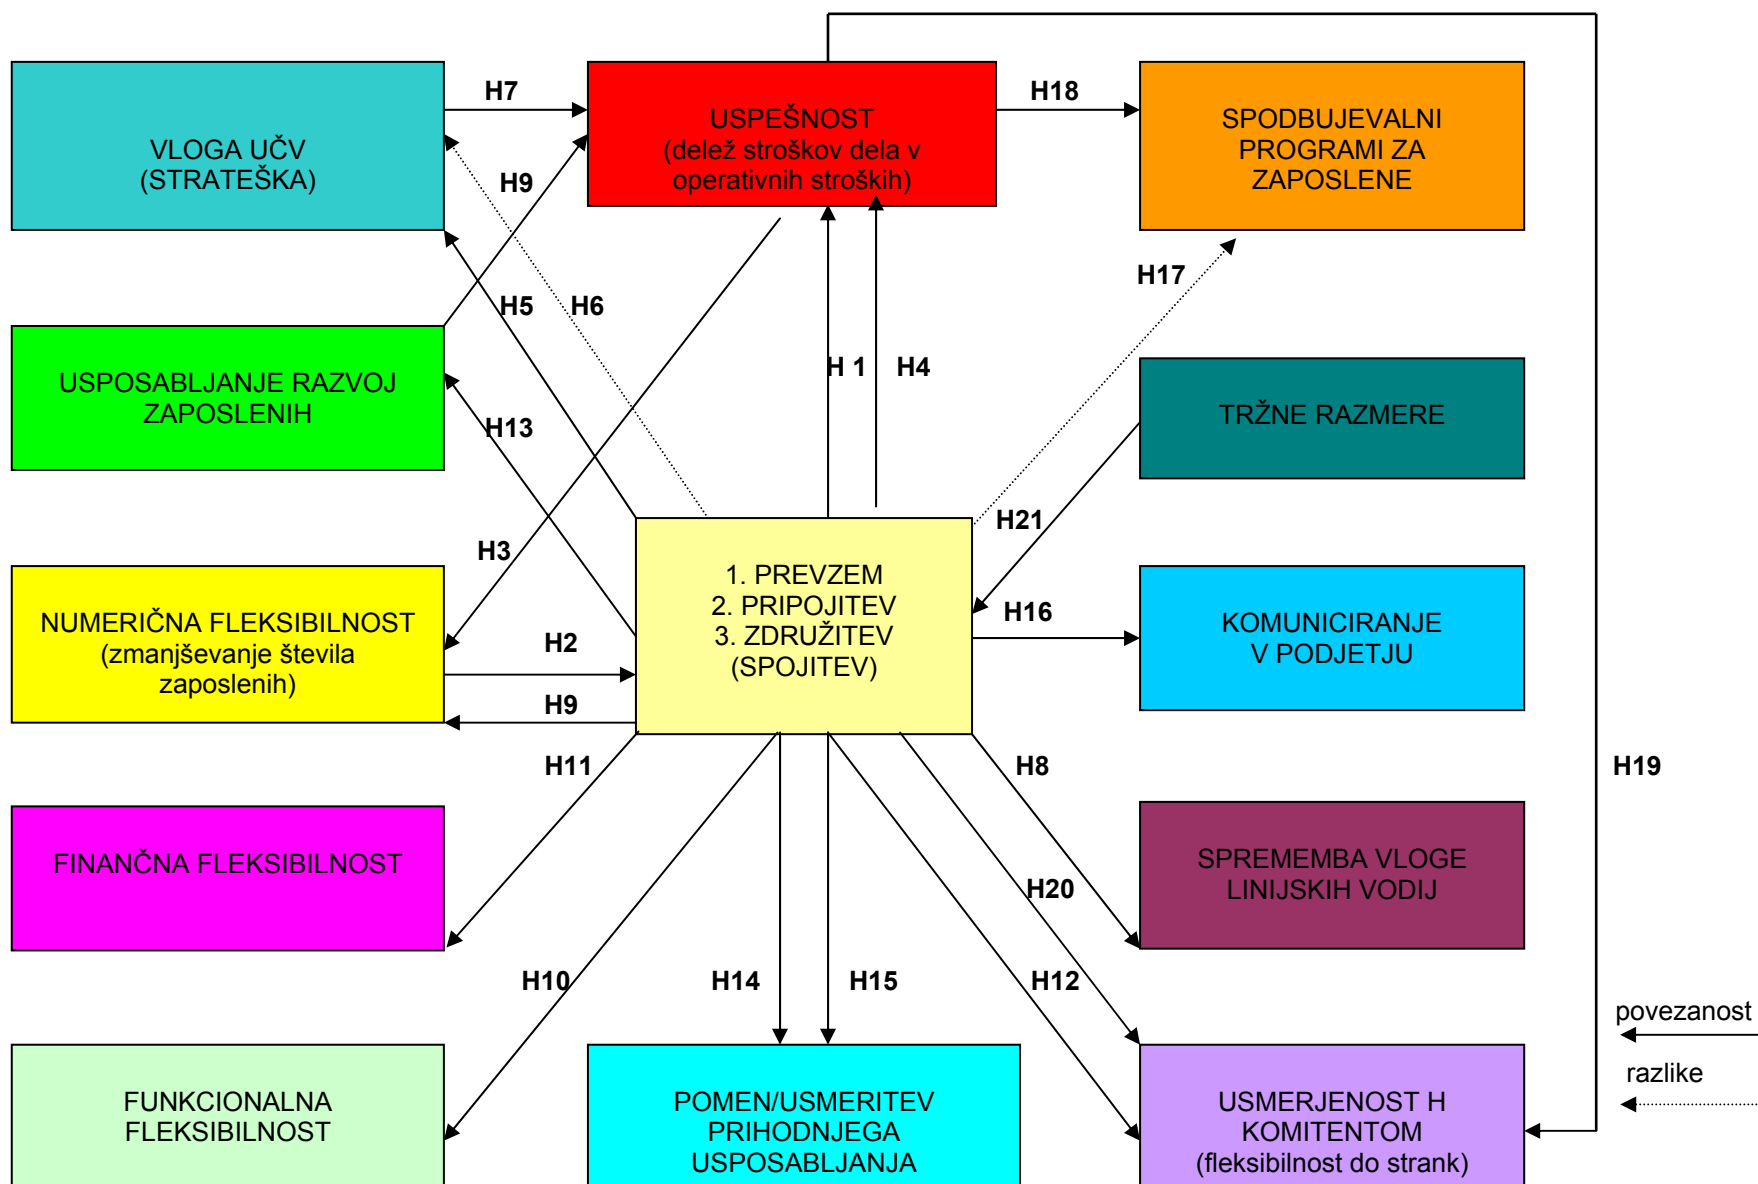 H7
H18
VLOGA UČV
(STRATEŠKA)
USPEŠNOST
(delež stroškov dela v
operativnih stroških)
SPODBUJEVALNI
PROGRAMI ZA
ZAPOSLENE
H9
H17
H5
H6
H 1
H4
USPOSABLJANJE RAZVOJ
ZAPOSLENIH
TRŽNE RAZMERE
H13
H21
H3
NUMERIČNA FLEKSIBILNOST
(zmanjševanje števila
zaposlenih)
H2
H9
1. PREVZEM
2. PRIPOJITEV
3. ZDRUŽITEV
(SPOJITEV)
H16
KOMUNICIRANJE
V PODJETJU
H11
H8
H19
FINANČNA FLEKSIBILNOST
SPREMEMBA VLOGE
LINIJSKIH VODIJ
H20
H10
H14
H15
H12
povezanost
razlike
FUNKCIONALNA
FLEKSIBILNOST
POMEN/USMERITEV
PRIHODNJEGA
USPOSABLJANJA
USMERJENOST H
KOMITENTOM
(fleksibilnost do strank)